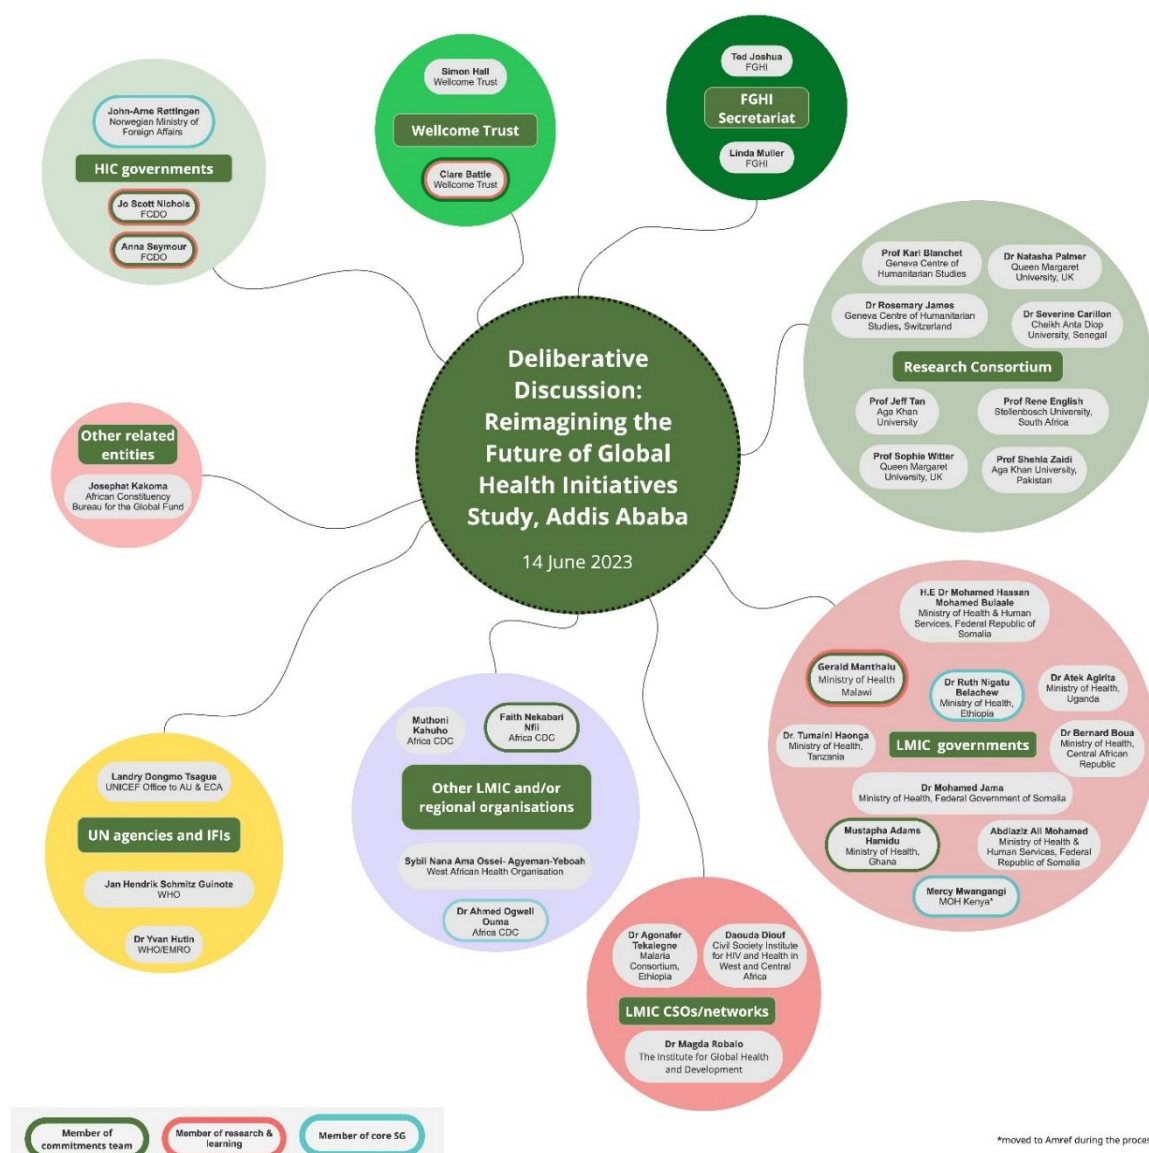 John-Arne Røttingen
Norwegian Ministry of
Foreign Affairs
HIC governments
Jo Scott Nichols
FCDO
Anna Seymour
FCDO
Simon Hall
Wellcome Trust
Wellcome Trust
Clare Battle
Wellcome Trust
Ted Joshua
FGHI
FGHI
Secretariat
Linda Muller
FGHI
Prof Karl Blanchet
Geneva Centre of
Humanitarian Studies
Dr Natasha Palmer
Queen Margaret
University, UK
Dr Rosemary James
Geneva Centre of Humanitarian
Studies, Switzerland
Dr Severine Carillon
Cheikh Anta Diop
University, Senegal
Research Consortium
Prof Jeff Tan
Aga Khan
University
Prof Rene English
Stellenbosch University,
South Africa
Prof Sophie Witter
Queen Margaret
University, UK
Prof Shehla Zaidi
Aga Khan University,
Pakistan
Deliberative
Discussion:
Reimagining the
Future of Global
Health Initiatives
Study, Addis Ababa
14 June 2023
Other related
entities
Josephat Kakoma
African Constituency
Bureau for the Global Fund
H.E Dr Mohamed Hassan
Mohamed Bulaale
Ministry of Health & Human
Services, Federal Republic of
Somalia
Gerald Manthalu
Ministry of Health
Malawi
Dr Ruth Nigatu
Belachew
Ministry of Health,
Ethiopia
Dr Atek Agirita
Ministry of Health,
Uganda
Dr. Tumaini Haonga
Ministry of Health,
Tanzania
LMIC governments
Dr Bernard Boua
Ministry of Health,
Central African
Republic
Dr Mohamed Jama
Ministry of Health, Federal Government of Somalia
Mustapha Adams
Hamidu
Ministry of Health,
Ghana
Abdiaziz Ali Mohamed
Ministry of Health &
Human Services, Federal
Republic of Somalia
Mercy Mwangangi
MOH Kenya*
Landry Dongmo Tsague
UNICEF Office to AU & ECA
UN agencies and IFIs
Jan Hendrik Schmitz Guinote
WHO
Dr Yvan Hutin
WHO/EMRO
Muthoni
Kahuho
Africa CDC
Faith Nekabari
Nfii
Africa CDC
Other LMIC and/or
regional organisations
Sybil Nana Ama Ossei- Agyeman-Yeboah
West African Health Organisation
Dr Ahmed Ogwell
Ouma
Africa CDC
Dr Agonafer
Tekalegne
Malaria
Consortium,
Ethiopia
Daouda Diouf
Civil Society Institute
for HIV and Health in
West and Central
Africa
LMIC CSOs/networks
Dr Magda Robalo
The Institute for Global Health
and Development
Member of
commitments team
Member of research &
learning
Member of core SG
*moved to Amref during the proces